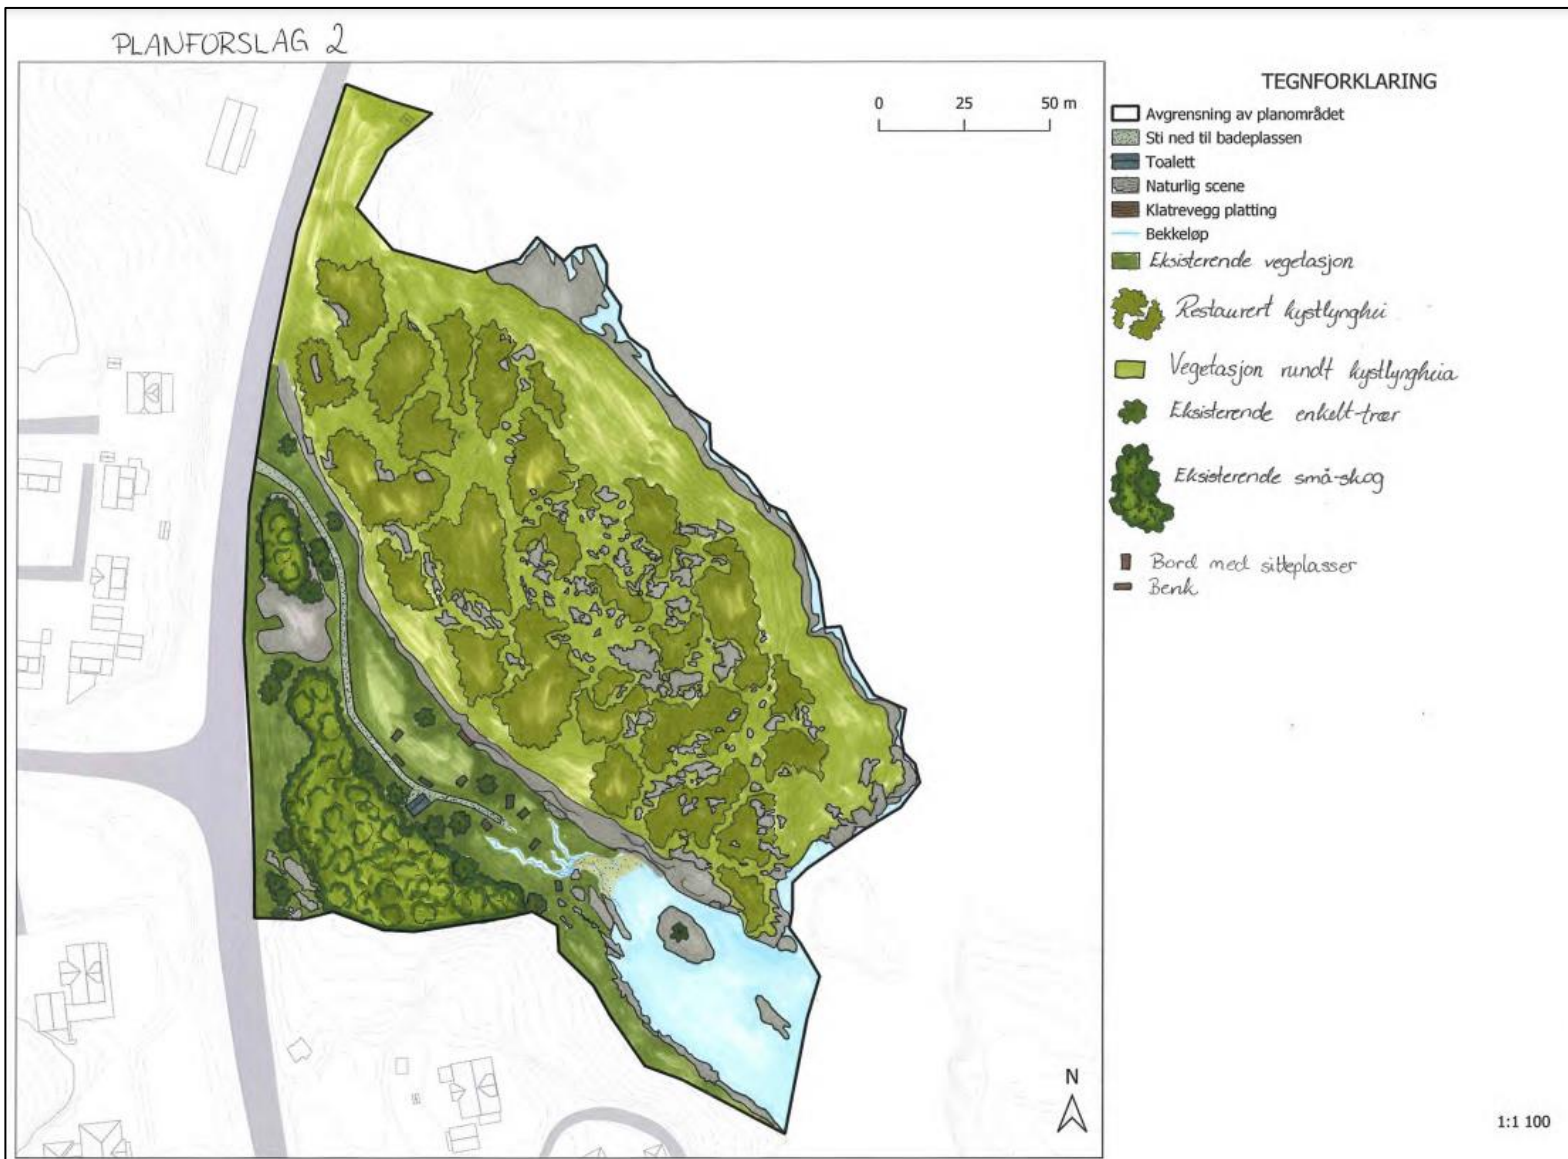 PLANFORSLAG 2
0 25 50 m
N
TEGNFORKLARING
Avgrensning av planområdet
Sti ned til badeplassen
Toalett
Naturlig scene
Klatrevegg platting
Bekkeløp
Eksisterende vegetasjon
Restaurert kystlynghei
Vegetasjon rundt kystlyngheia
Eksisterende enkelt-trær
Eksisterende små-skog
Bord med sitteplasser
Benk
1:1 100